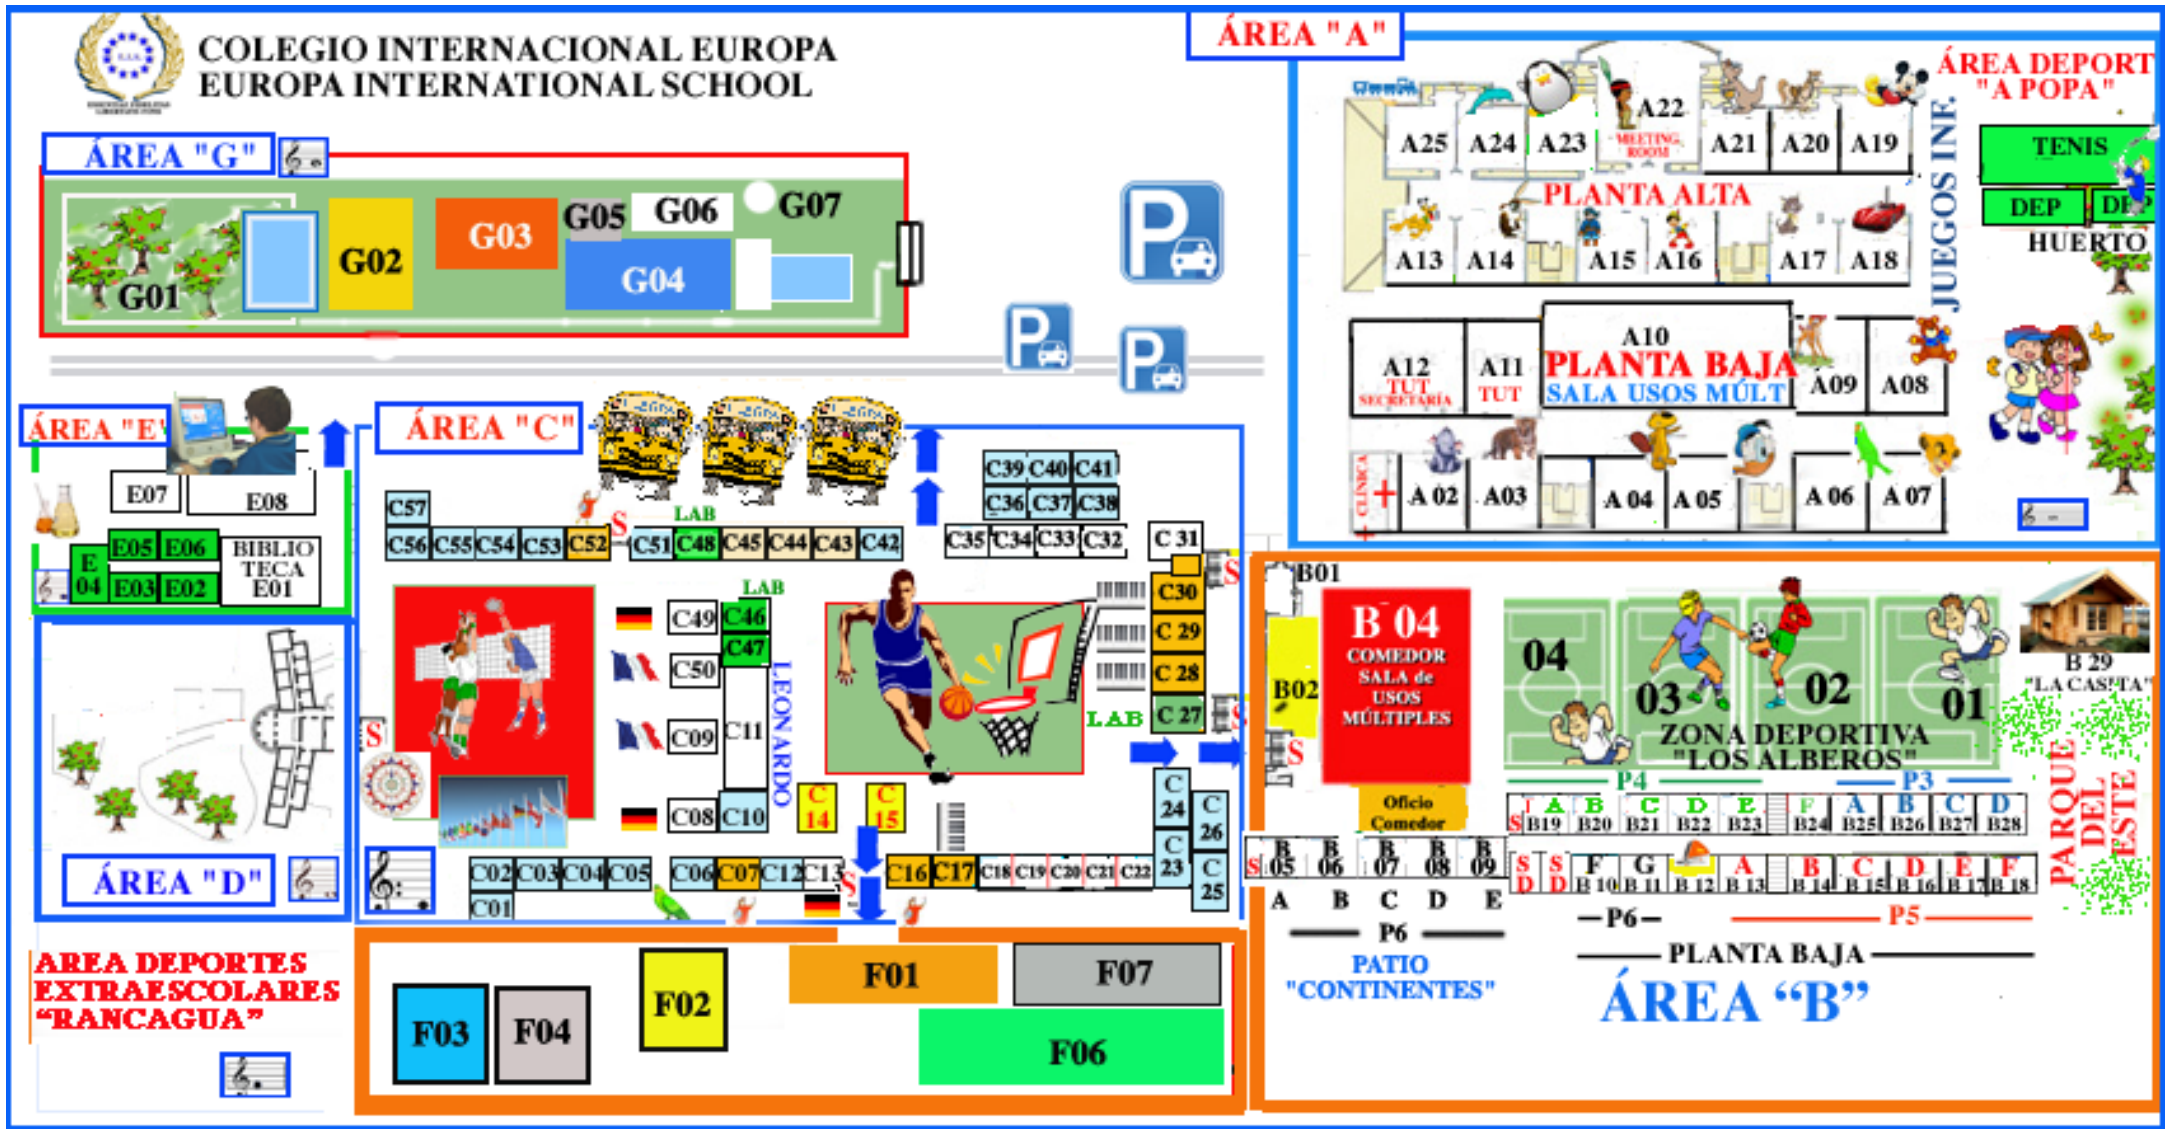 COLEGIO INTERNACIONAL EUROPA
EUROPA INTERNATIONAL SCHOOL
ÁREA "G"
G01
G02
G03
G05
G04
G06
G07
P
P
P
ÁREA "A"
ÁREA DEPORT
"A POPA"
TENIS
DEP
DEP
HUERTO
JUEGOS INF.
A25
A24
A23
A22
MEETING
ROOM
A21
A20
A19
PLANTA ALTA
A13
A14
A15
A16
A17
A18
A12
TUT
SECRETARÍA
A11
TUT
A10
PLANTA BAJA
SALA USOS MÚLT
A09
A08
CLÍNICA
A 02
A03
A 04
A 05
A 06
A 07
ÁREA "E"
E07
E08
E05
E06
E
04
E03
E02
BIBLIO
TECA
E01
ÁREA "D"
AREA DEPORTES
EXTRAESCOLARES
“RANCAGUA”
ÁREA "C"
C57
C56
C55
C54
C53
C52
S
LAB
C51
C48
C45
C44
C43
C42
C39
C40
C41
C36
C37
C38
C35
C34
C33
C32
C 31
S
C30
C 29
C 28
LAB
C 27
S
LAB
C49
C46
C47
C50
C11
C09
LEONARDO
C08
C10
S
C
14
C
15
C
24
C
26
C
23
C
25
C02
C03
C04
C05
C01
C06
C07
C12
C13
S
C16
C17
C18
C19
C20
C21
C22
F01
F02
F03
F04
F07
F06
B01
B02
S
B 04
COMEDOR
SALA de
USOS
MÚLTIPLES
Oficio
Comedor
04
03
02
01
ZONA DEPORTIVA
"LOS ALBEROS"
B 29
"LA CASITA"
PARQUE
DEL
ESTE
P4
P3
A
B
C
D
E
F
A
B
C
D
S
B19
B20
B21
B22
B23
B24
B25
B26
B27
B28
S
B
05
B
06
B
07
B
08
B
09
A
B
C
D
E
P6
PATIO
"CONTINENTES"
S
D
S
D
F
G
A
B
C
D
E
F
B 10
B 11
B 12
B 13
B 14
B 15
B 16
B 17
B 18
P6
P5
PLANTA BAJA
ÁREA “B”